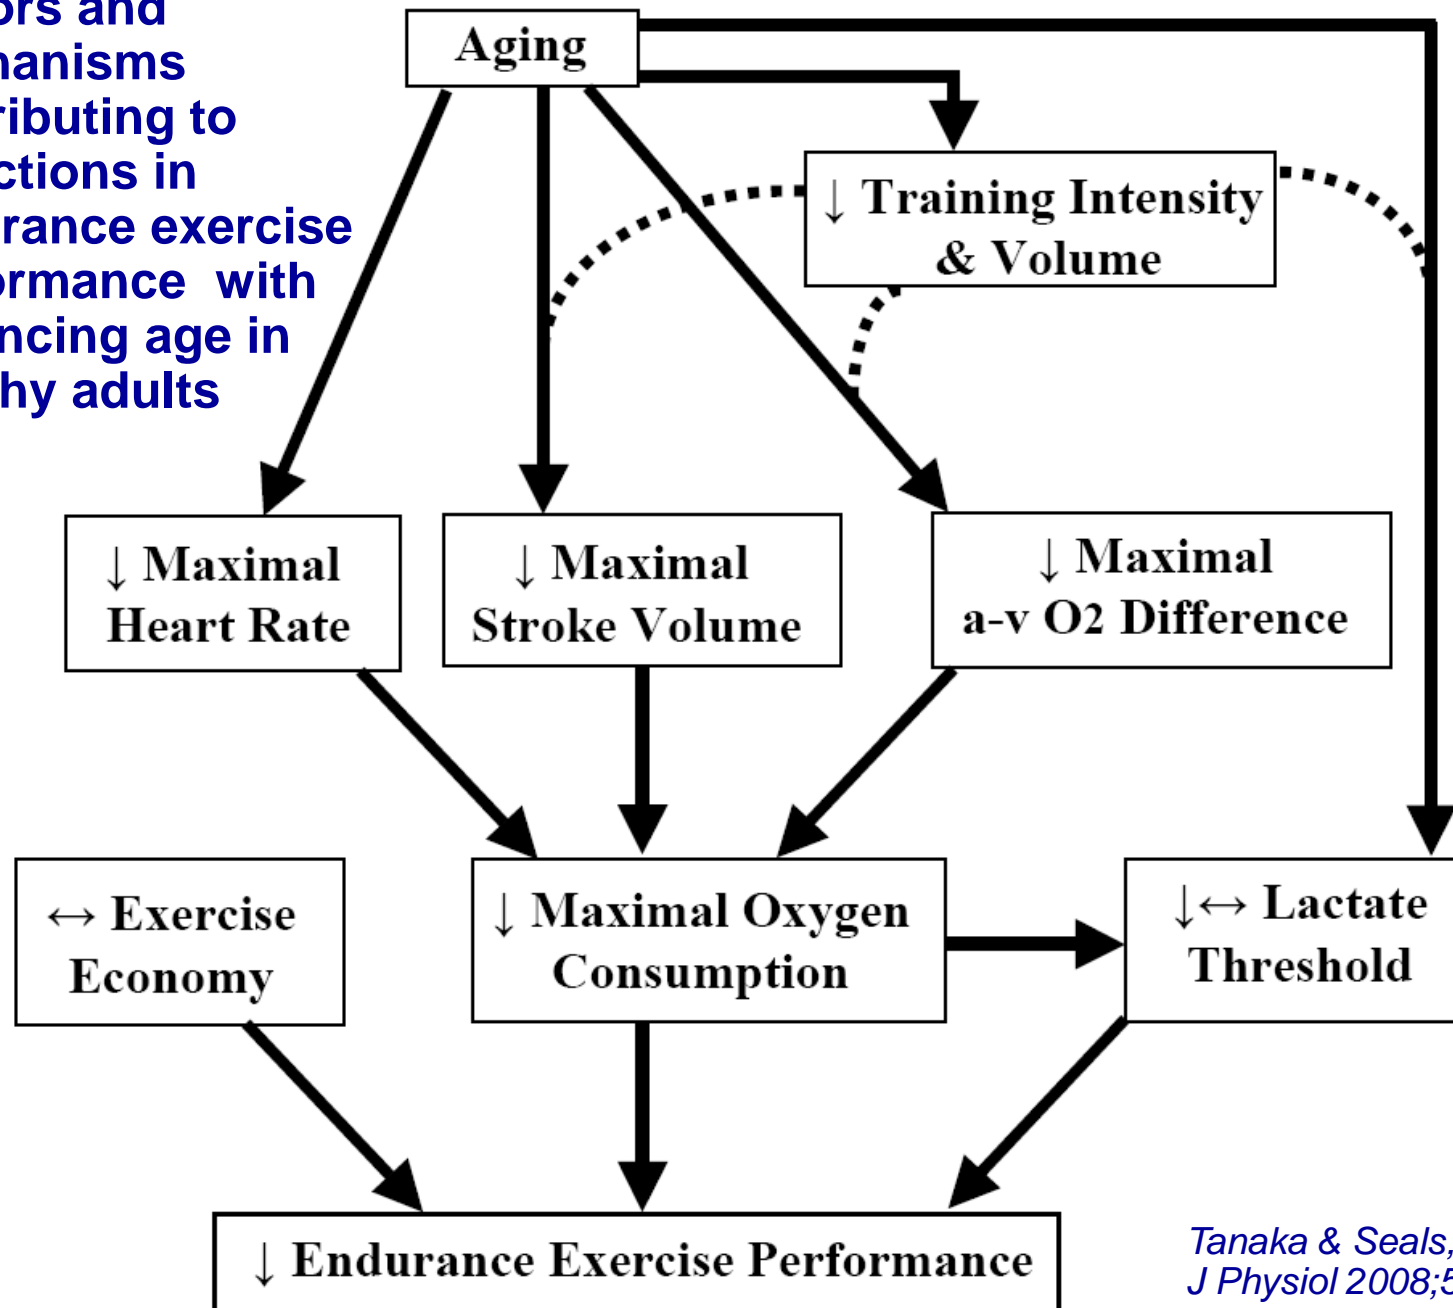 ors and
hanisms
ributing to
ctions in
rance exercise
ormance with
ncing age in
hy adults
Aging
↓ Training Intensity
& Volume
↓ Maximal
Heart Rate
↓ Maximal
Stroke Volume
↓ Maximal
a-v O2 Difference
↔ Exercise
Economy
↓ Maximal Oxygen
Consumption
↓↔ Lactate
Threshold
↓ Endurance Exercise Performance
Tanaka & Seals,
J Physiol 2008;5